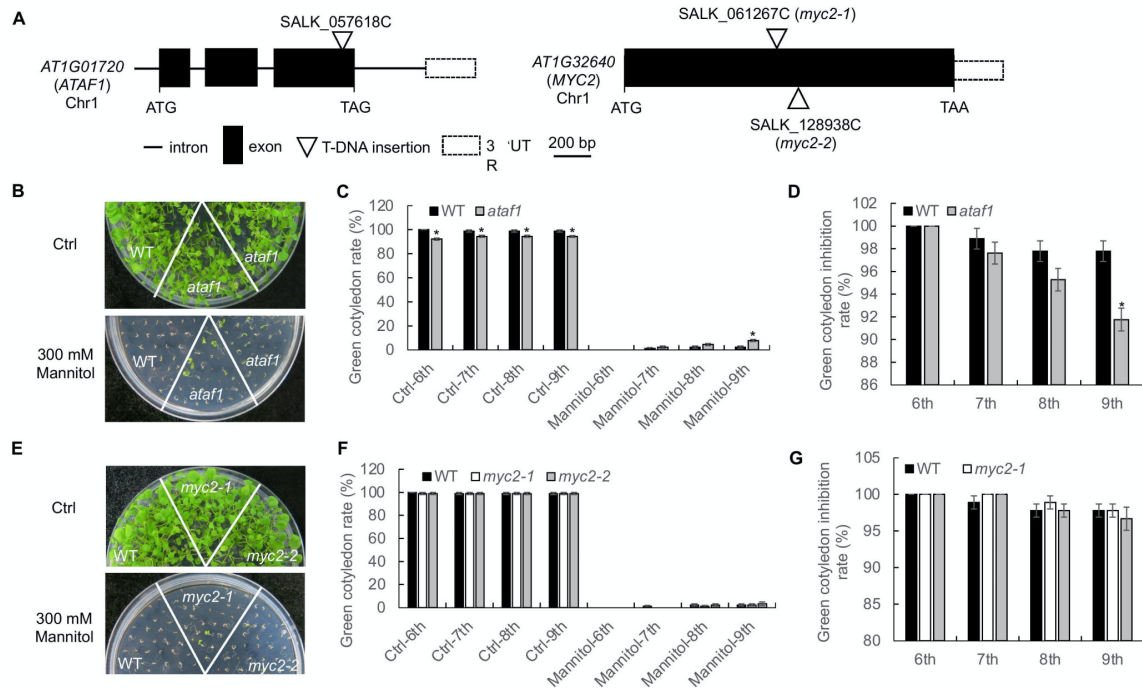 A
SALK_057618C
AT1G01720
(ATAF1)
Chr1
ATG
TAG
SALK_061267C (myc2-1)
AT1G32640
(MYC2)
Chr1
ATG
TAA
SALK_128938C
(myc2-2)
intron
exon
T-DNA insertion
3 'UT
R
200 bp
B
Ctrl
WT
ataf1
ataf1
300 mM
Mannitol
WT
ataf1
ataf1
C
Green cotyledon rate (%)
120
100
80
60
40
20
0
WT ataf1
* * * * *
Ctrl-6th
Ctrl-7th
Ctrl-8th
Ctrl-9th
Mannitol-6th
Mannitol-7th
Mannitol-8th
Mannitol-9th
D
Green cotyledon inhibition
rate (%)
102
100
98
96
94
92
90
88
86
WT ataf1
*
6th 7th 8th 9th
E
Ctrl
myc2-1
WT
myc2-2
300 mM
Mannitol
myc2-1
WT
myc2-2
F
Green cotyledon rate (%)
120
100
80
60
40
20
0
WT myc2-1 myc2-2
Ctrl-6th
Ctrl-7th
Ctrl-8th
Ctrl-9th
Mannitol-6th
Mannitol-7th
Mannitol-8th
Mannitol-9th
G
Green cotyledon inhibition
rate (%)
105
100
95
90
85
80
WT myc2-1
6th 7th 8th 9th